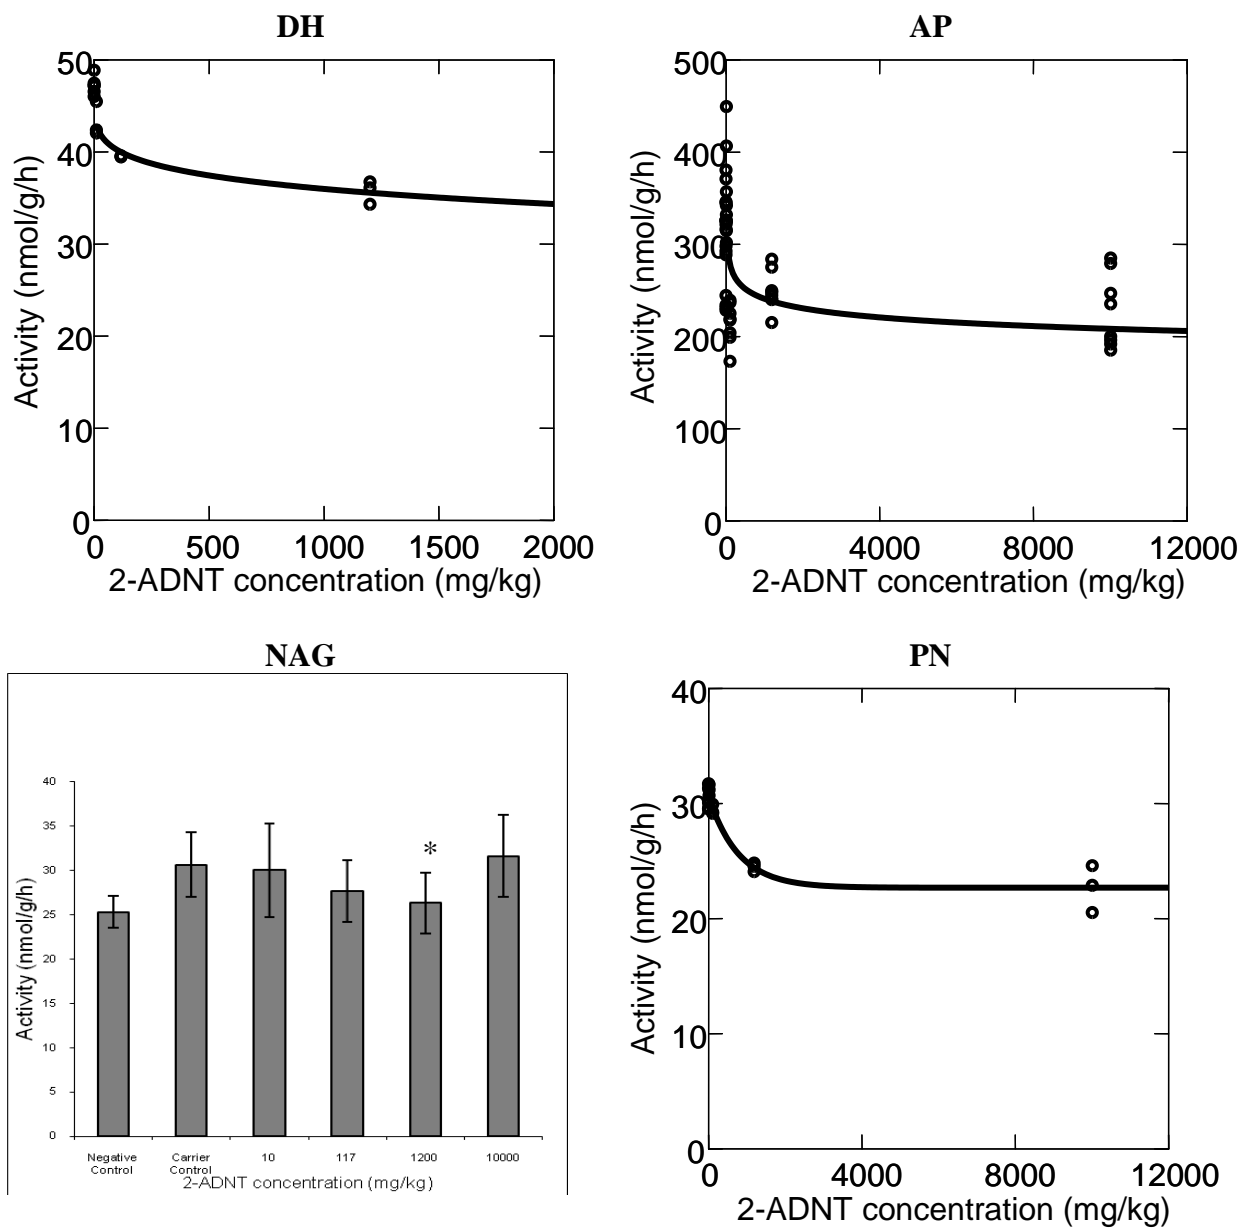 DH
Activity (nmol/g/h)
50
40
30
20
10
0
0 500 1000 1500 2000
2-ADNT concentration (mg/kg)
AP
Activity (nmol/g/h)
500
400
300
200
100
0
0 4000 8000 12000
2-ADNT concentration (mg/kg)
NAG
Activity (nmol/g/h)
40
35
30
25
20
15
10
5
0
*
Negative Carrier 10 117 1200 10000
Control Control
2-ADNT concentration (mg/kg)
PN
Activity (nmol/g/h)
40
30
20
10
0
0 4000 8000 12000
2-ADNT concentration (mg/kg)